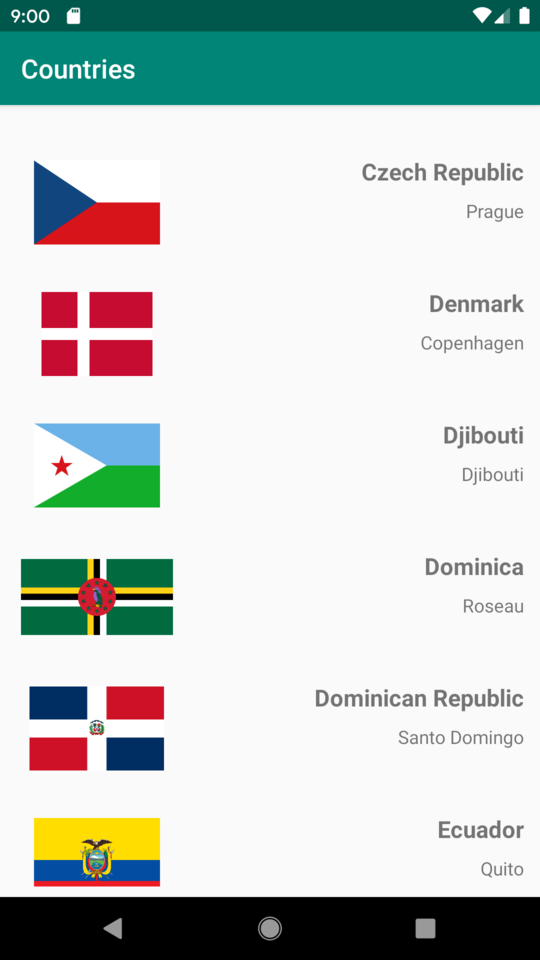 9:00
Countries
Czech Republic
Prague
Denmark
Copenhagen
Djibouti
Djibouti
Dominica
Roseau
Dominican Republic
Santo Domingo
Ecuador
Quito